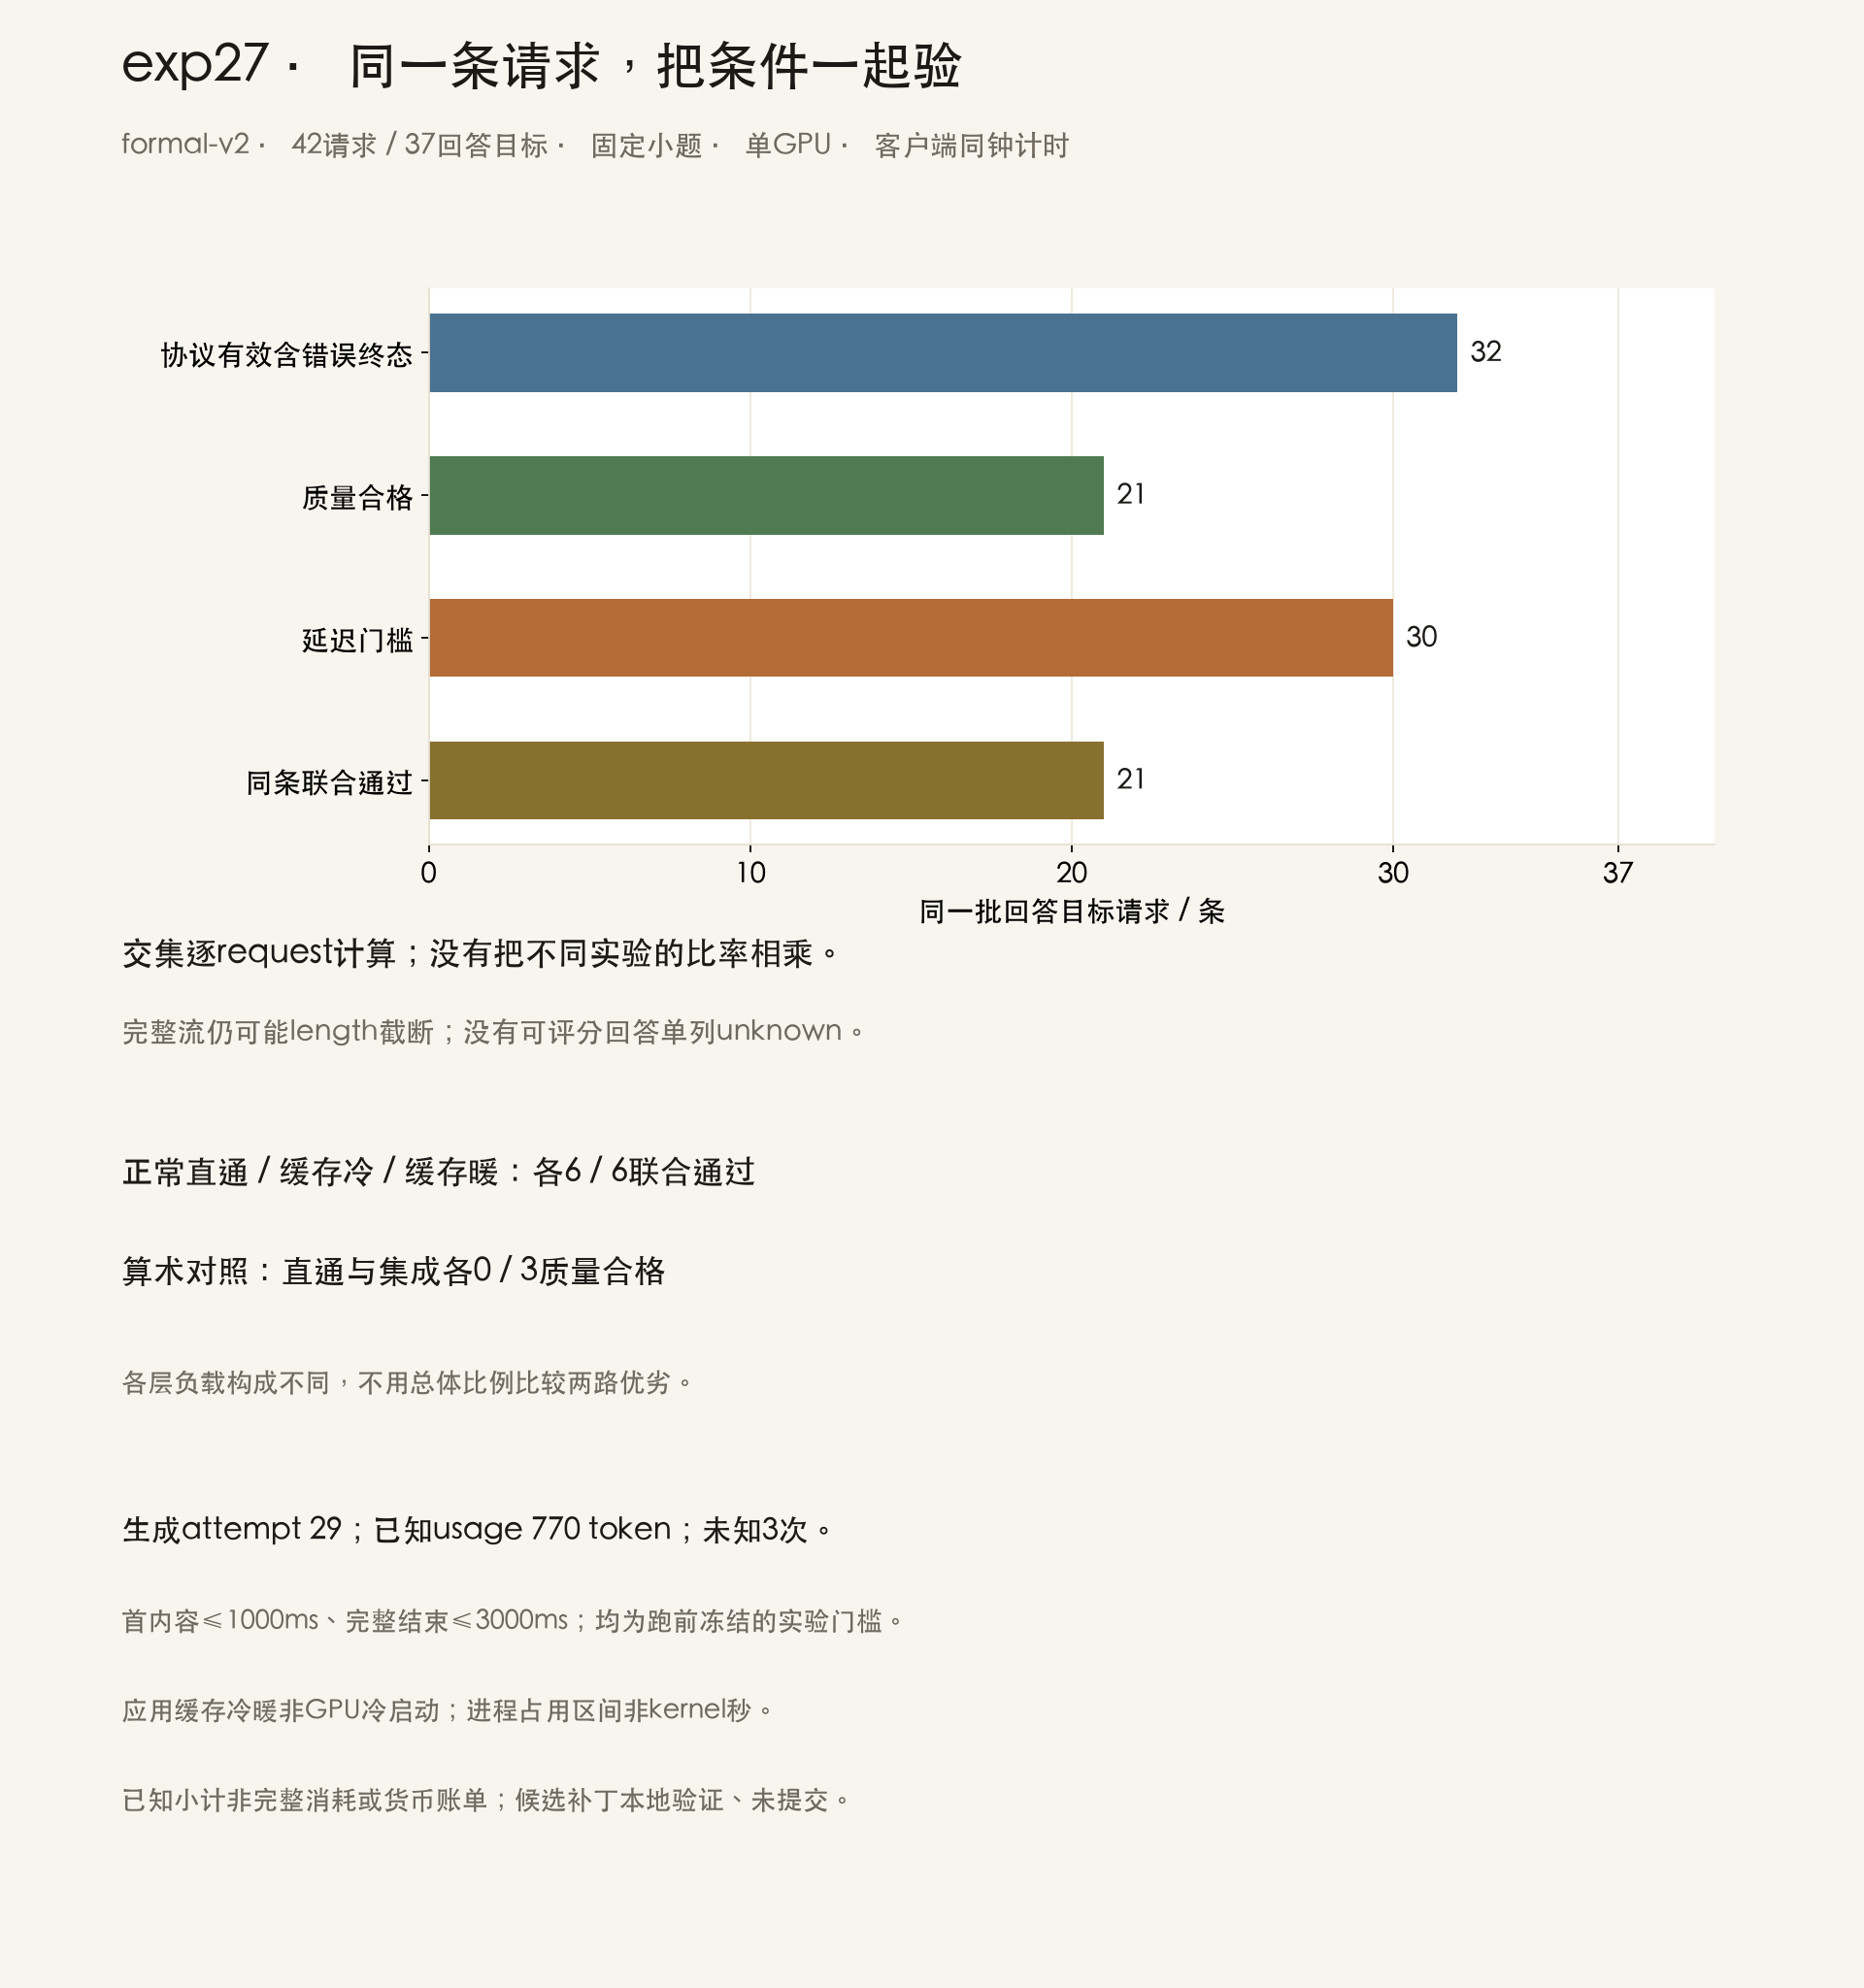 exp27 · 同一条请求，把条件一起验
formal-v2 · 42请求 / 37回答目标 · 固定小题 · 单GPU · 客户端同钟计时
协议有效含错误终态
32
质量合格
21
延迟门槛
30
同条联合通过
21
0 10 20 30 37
同一批回答目标请求 / 条
交集逐request计算；没有把不同实验的比率相乘。
完整流仍可能length截断；没有可评分回答单列unknown。
正常直通 / 缓存冷 / 缓存暖：各6 / 6联合通过
算术对照：直通与集成各0 / 3质量合格
各层负载构成不同，不用总体比例比较两路优劣。
生成attempt 29；已知usage 770 token；未知3次。
首内容≤1000ms、完整结束≤3000ms；均为跑前冻结的实验门槛。
应用缓存冷暖非GPU冷启动；进程占用区间非kernel秒。
已知小计非完整消耗或货币账单；候选补丁本地验证、未提交。